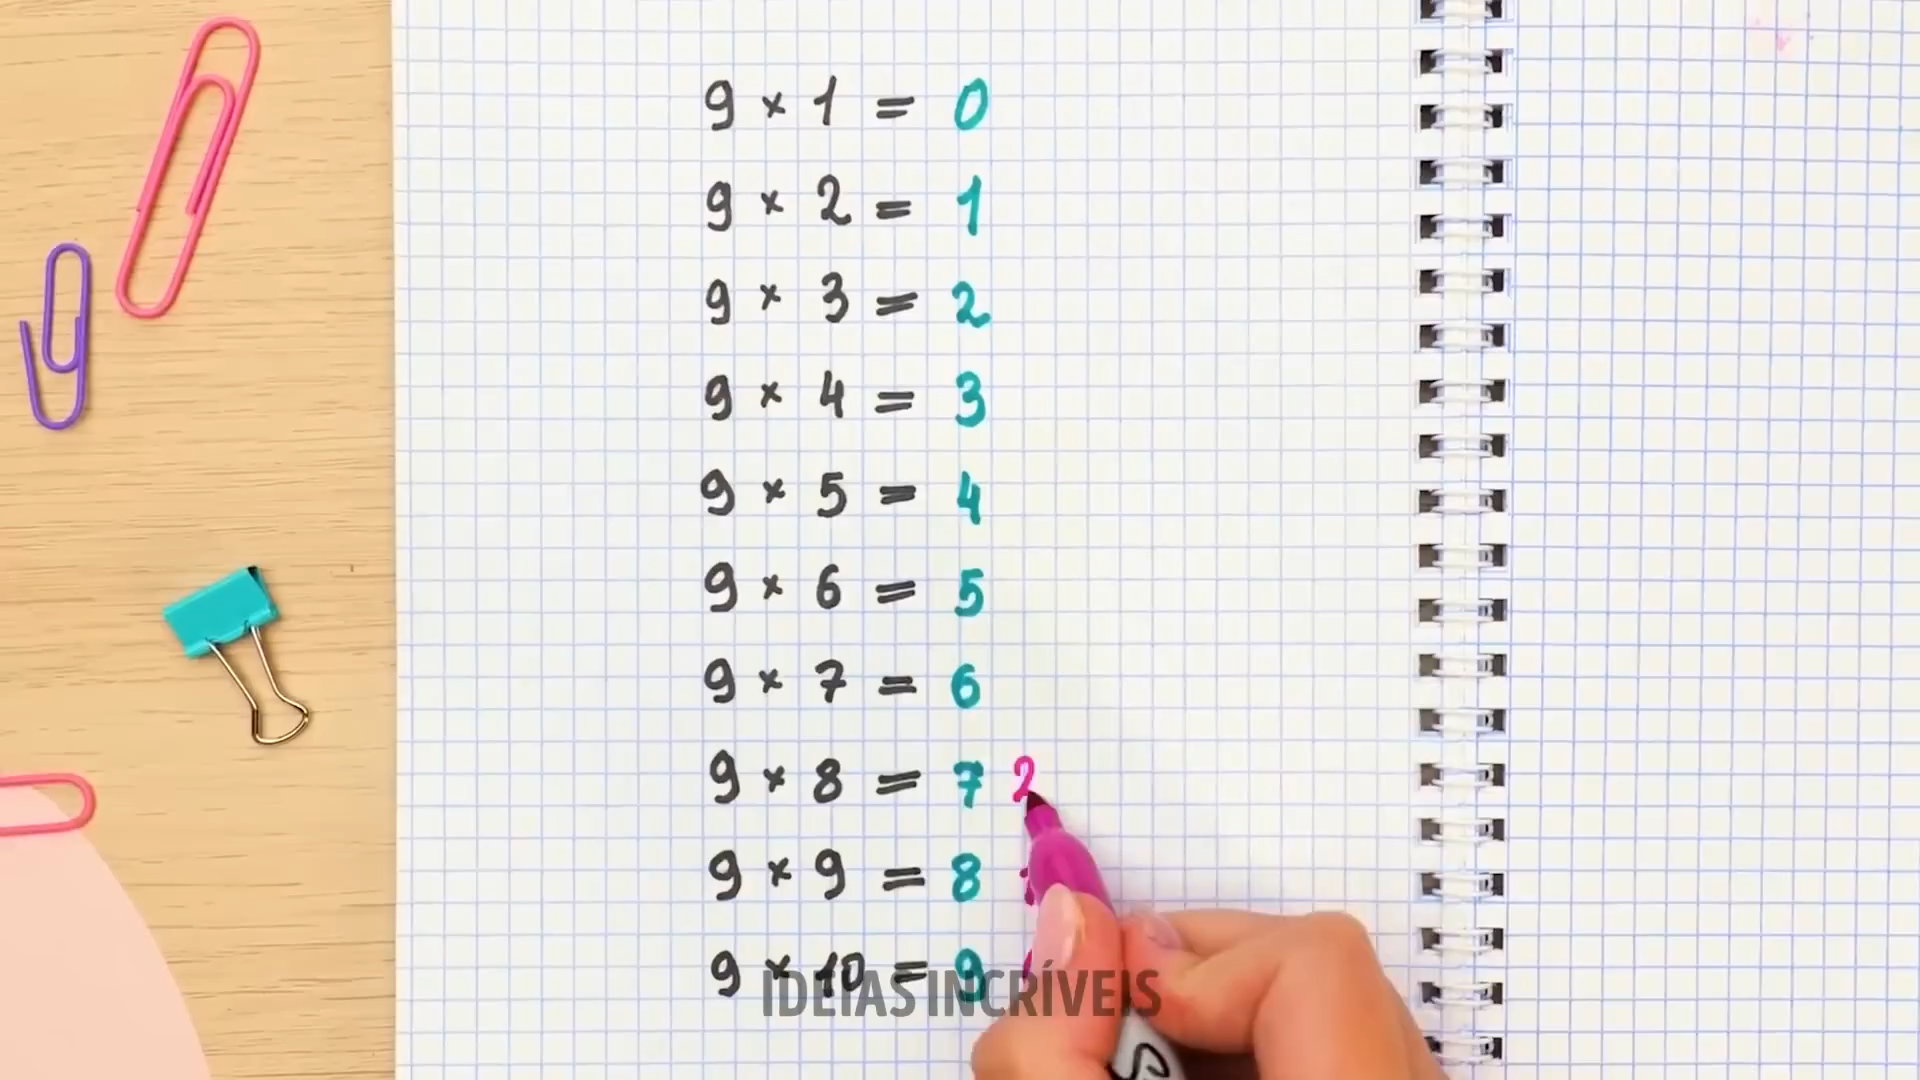 9 × 1 = 0
9 × 2 = 1
9 × 3 = 2
9 × 4 = 3
9 × 5 = 4
9 × 6 = 5
9 × 7 = 6
9 × 8 = 7 2
9 × 9 = 8
9 × 10 = 9
IDEIAS INCRÍVEIS